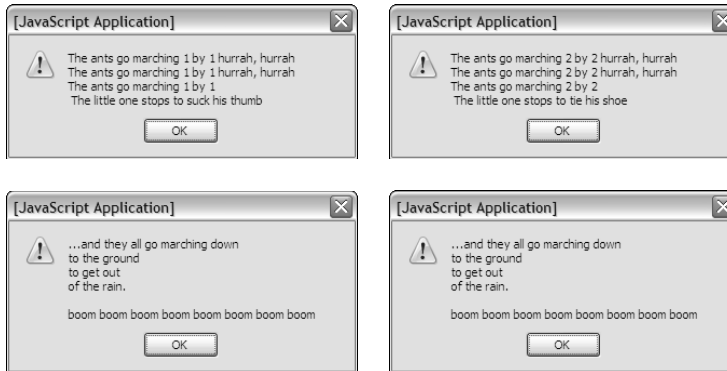 [JavaScript Application]
The ants go marching 1 by 1 hurrah, hurrah
The ants go marching 1 by 1 hurrah, hurrah
The ants go marching 1 by 1
The little one stops to suck his thumb
OK
[JavaScript Application]
The ants go marching 2 by 2 hurrah, hurrah
The ants go marching 2 by 2 hurrah, hurrah
The ants go marching 2 by 2
The little one stops to tie his shoe
OK
[JavaScript Application]
...and they all go marching down
to the ground
to get out
of the rain.
boom boom boom boom boom boom boom boom
OK
[JavaScript Application]
...and they all go marching down
to the ground
to get out
of the rain.
boom boom boom boom boom boom boom boom
OK